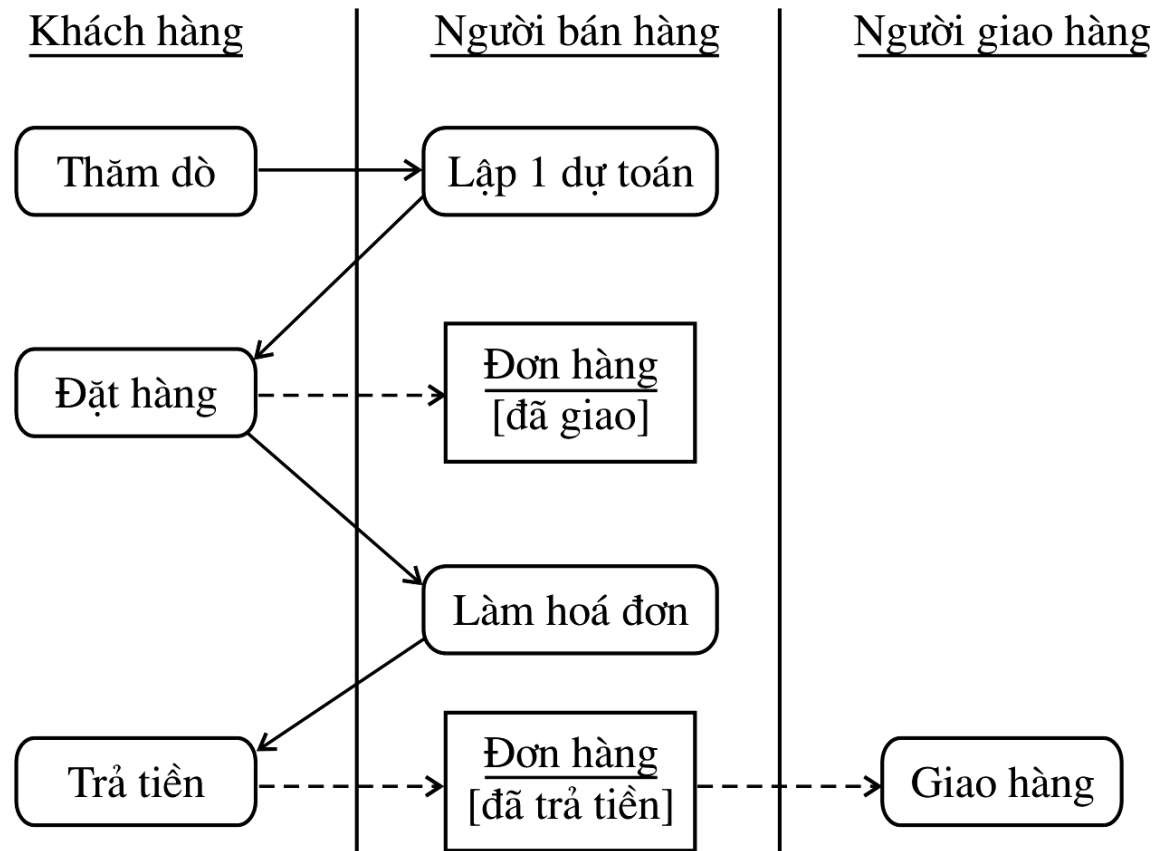 Khách hàng
Người bán hàng
Người giao hàng
Thăm dò
Lập 1 dự toán
Đặt hàng
Đơn hàng
[đã giao]
Làm hoá đơn
Trả tiền
Đơn hàng
[đã trả tiền]
Giao hàng